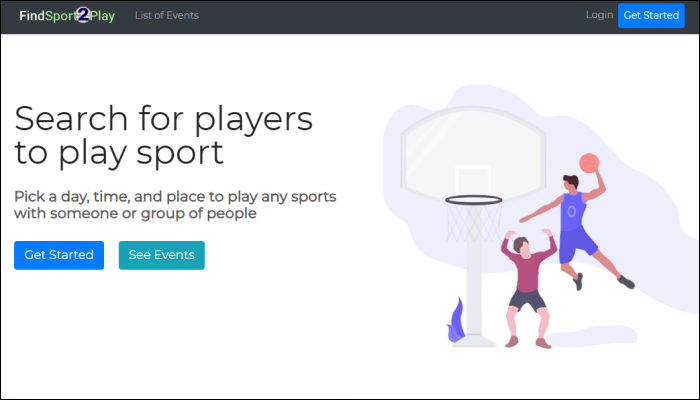 FindSport2Play
List of Events
Login
Get Started
Search for players
to play sport
Pick a day, time, and place to play any sports
with someone or group of people
Get Started
See Events